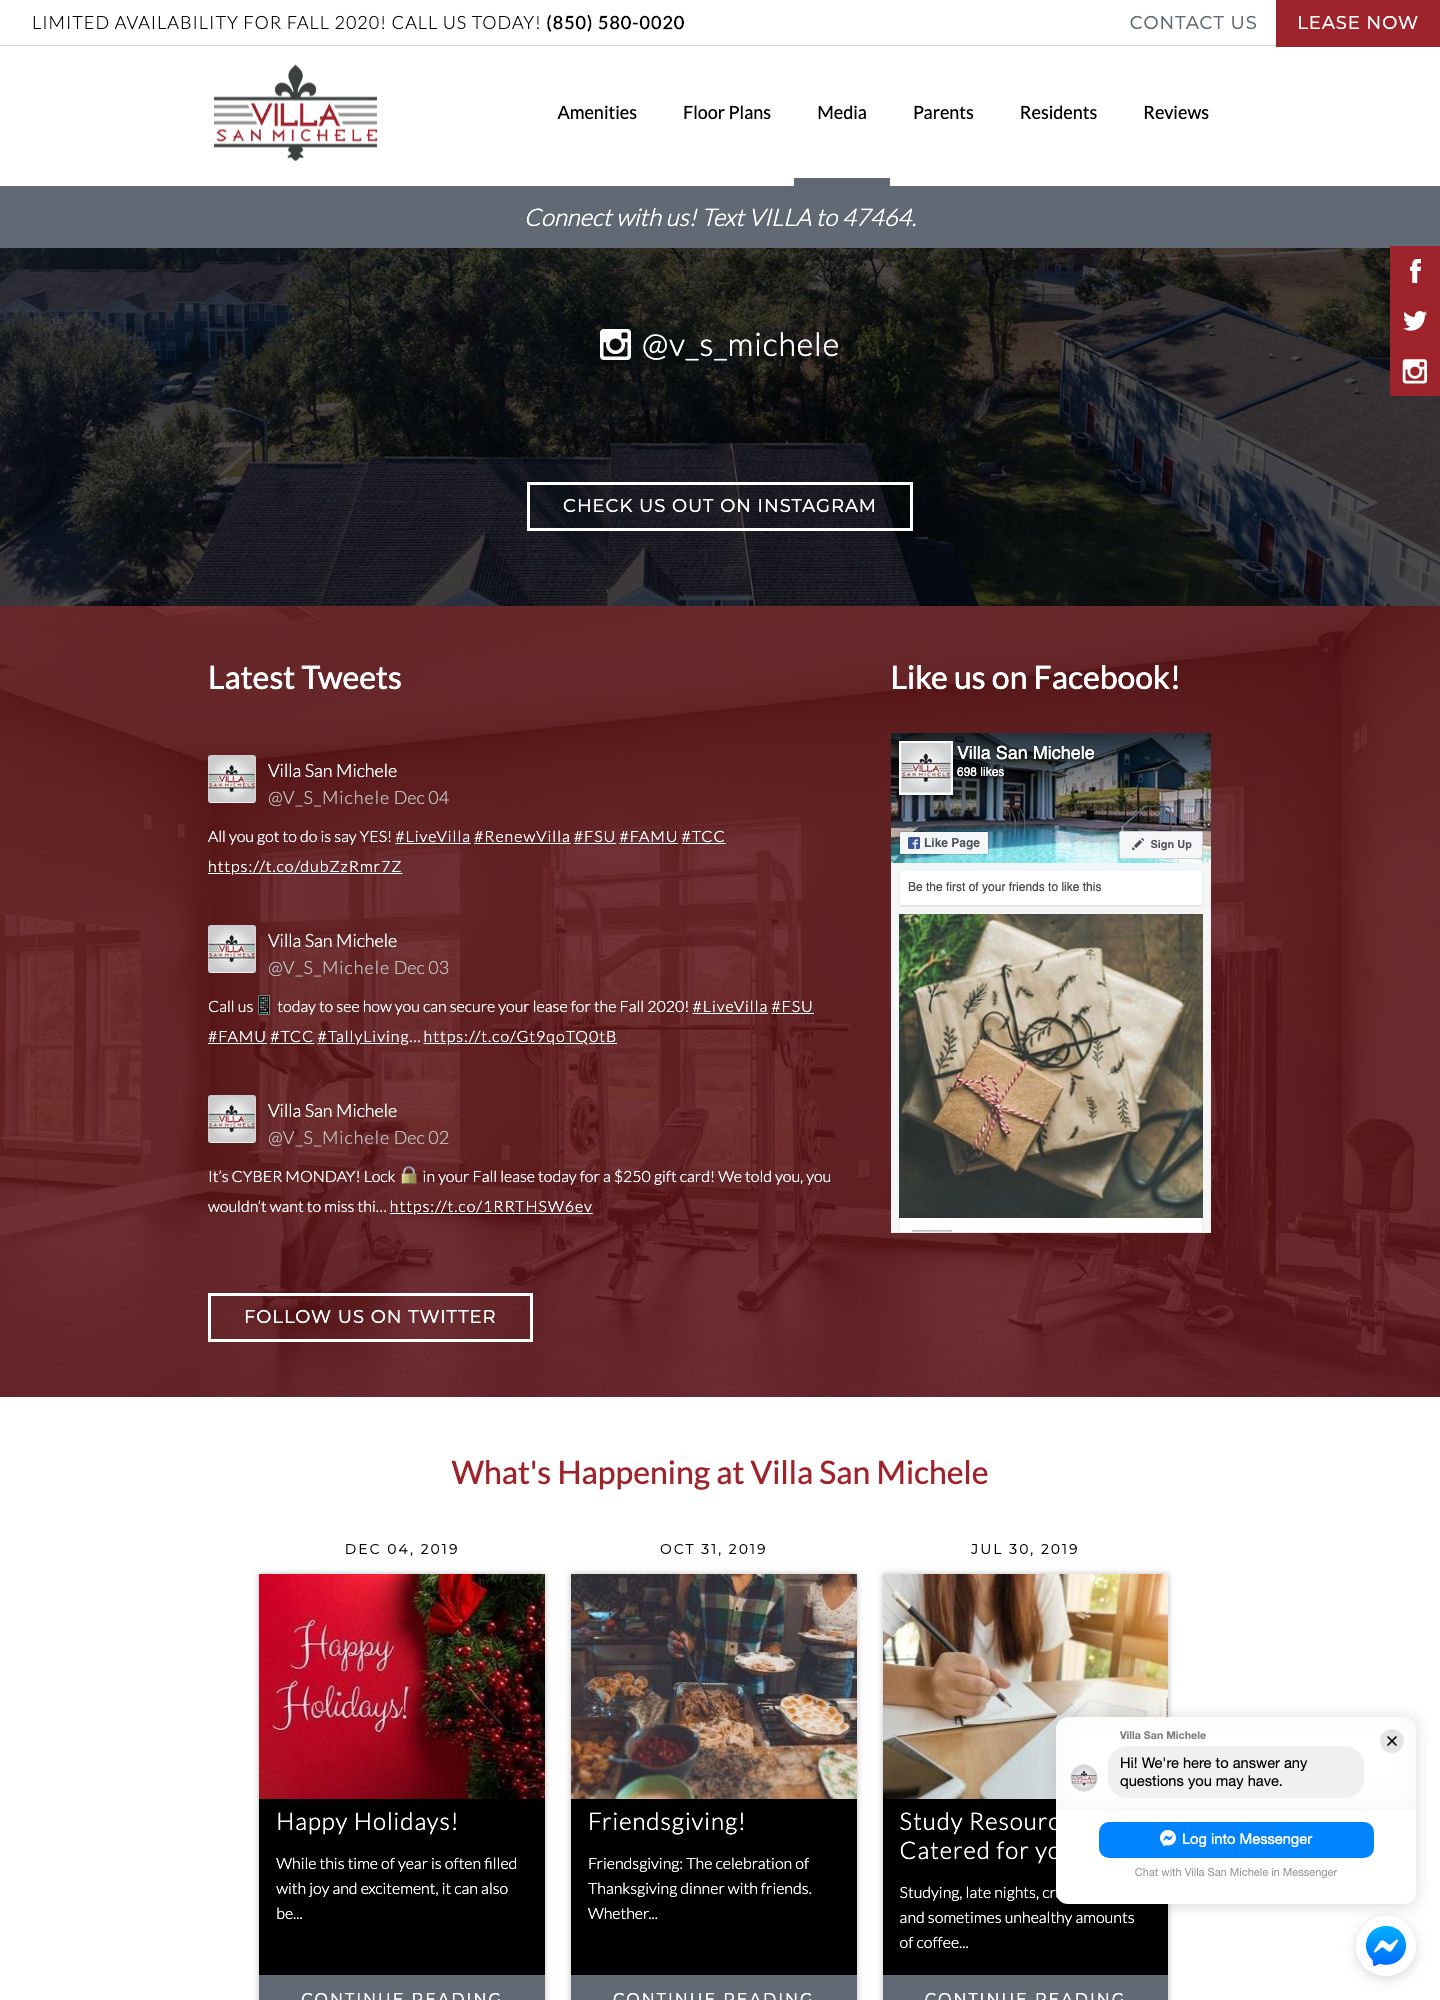 LIMITED AVAILABILITY FOR FALL 2020! CALL US TODAY! (850) 580-0020
CONTACT US
LEASE NOW
VILLA
SAN MICHELE
Amenities
Floor Plans
Media
Parents
Residents
Reviews
Connect with us! Text VILLA to 47464.
@v_s_michele
CHECK US OUT ON INSTAGRAM
Latest Tweets
Villa San Michele
@V_S_Michele Dec 04
All you got to do is say YES! #LiveVilla #RenewVilla #FSU #FAMU #TCC
https://t.co/dubZzRmr7Z
Villa San Michele
@V_S_Michele Dec 03
Call us 📱 today to see how you can secure your lease for the Fall 2020! #LiveVilla #FSU
#FAMU #TCC #TallyLiving… https://t.co/Gt9qoTQ0tB
Villa San Michele
@V_S_Michele Dec 02
It’s CYBER MONDAY! Lock 🔒 in your Fall lease today for a $250 gift card! We told you, you
wouldn’t want to miss thi… https://t.co/1RRTHSW6ev
FOLLOW US ON TWITTER
Like us on Facebook!
VILLA
SAN MICHELE
Villa San Michele
698 likes
Like Page
Sign Up
Be the first of your friends to like this
What's Happening at Villa San Michele
DEC 04, 2019
Happy
Holidays!
Happy Holidays!
While this time of year is often filled
with joy and excitement, it can also
be...
CONTINUE READING
OCT 31, 2019
Friendsgiving!
Friendsgiving: The celebration of
Thanksgiving dinner with friends.
Whether...
CONTINUE READING
JUL 30, 2019
Study
Catered for
Studying, late nights,
and sometimes unhealthy amounts
of coffee...
CONTINUE READING
Villa San Michele
Hi! We're here to answer any
questions you may have.
Log into Messenger
Chat with Villa San Michele in Messenger